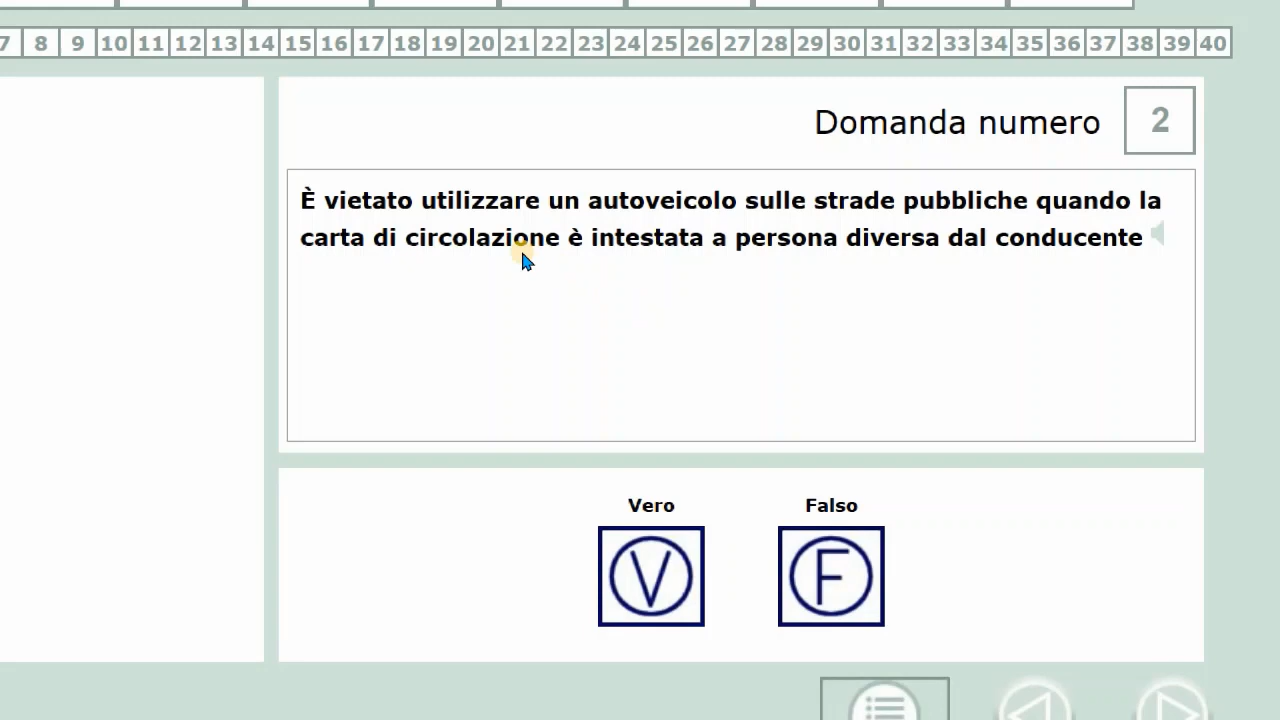 7 8 9 10 11 12 13 14 15 16 17 18 19 20 21 22 23 24 25 26 27 28 29 30 31 32 33 34 35 36 37 38 39 40
Domanda numero 2
È vietato utilizzare un autoveicolo sulle strade pubbliche quando la
carta di circolazione è intestata a persona diversa dal conducente
Vero Falso
V F